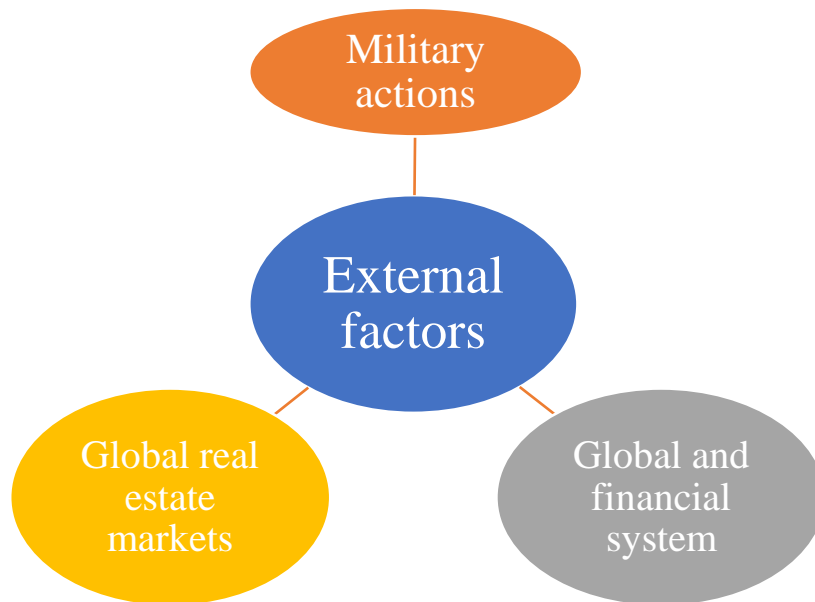 Military
actions
External
factors
Global real
estate
markets
Global and
financial
system